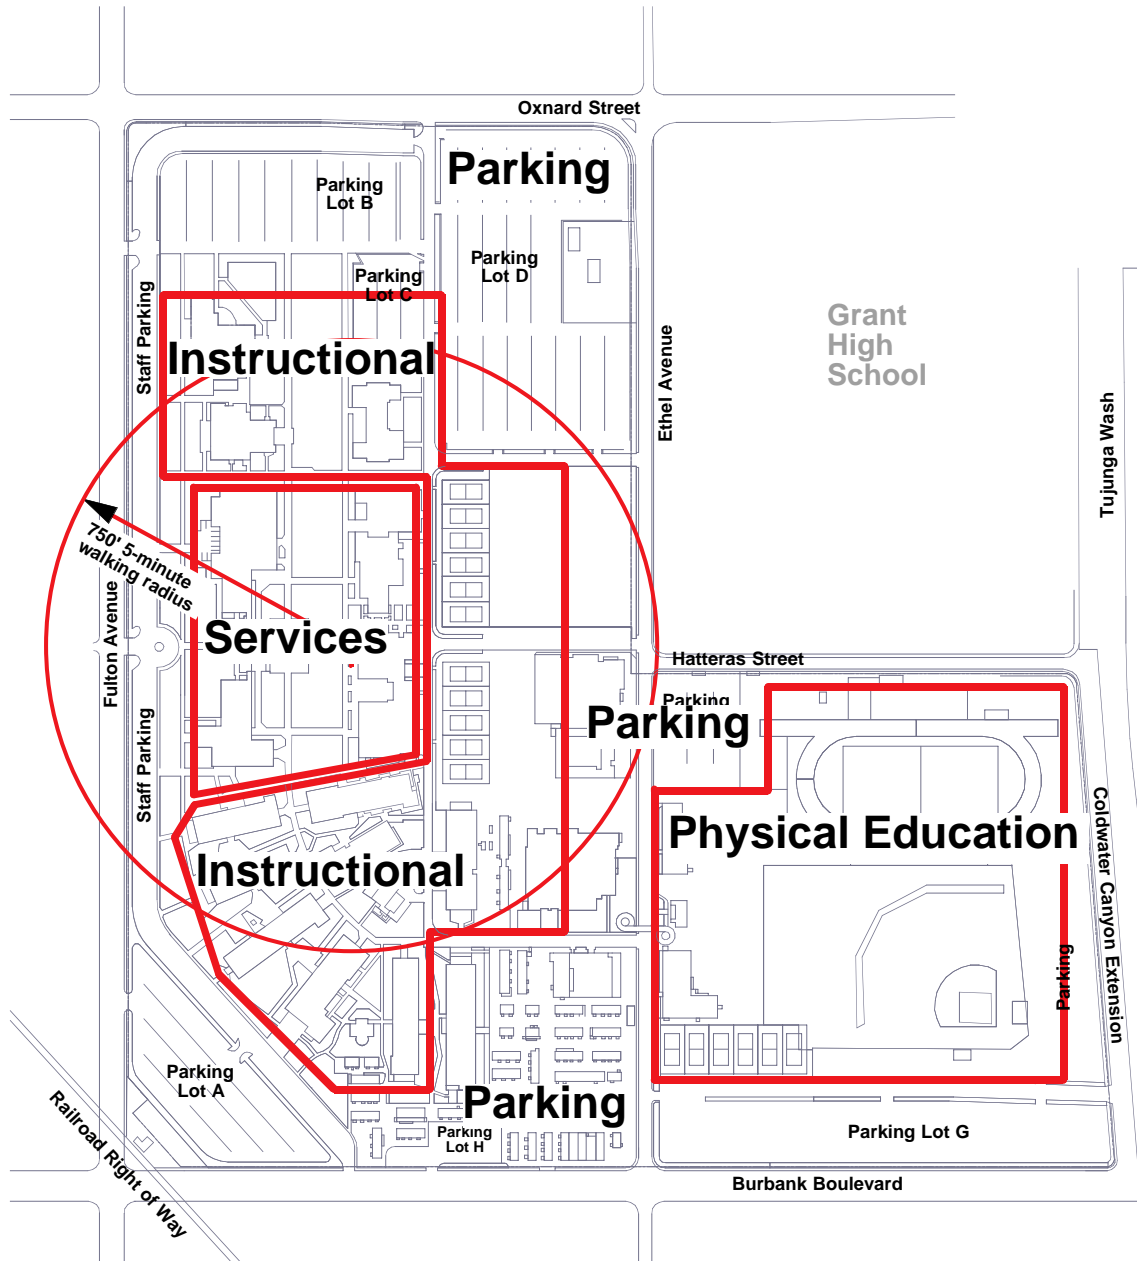 Oxnard Street
Parking
Parking
Lot B
Parking
Lot D
Parking
Lot C
Staff Parking
Instructional
Grant
High
School
Ethel Avenue
Tujunga Wash
750' 5-minute
walking radius
Fulton Avenue
Services
Hatteras Street
Parking
Parking
Staff Parking
Physical Education
Coldwater Canyon Extension
Instructional
Parking
Parking
Lot A
Parking
Parking
Lot H
Parking Lot G
Railroad Right of Way
Burbank Boulevard